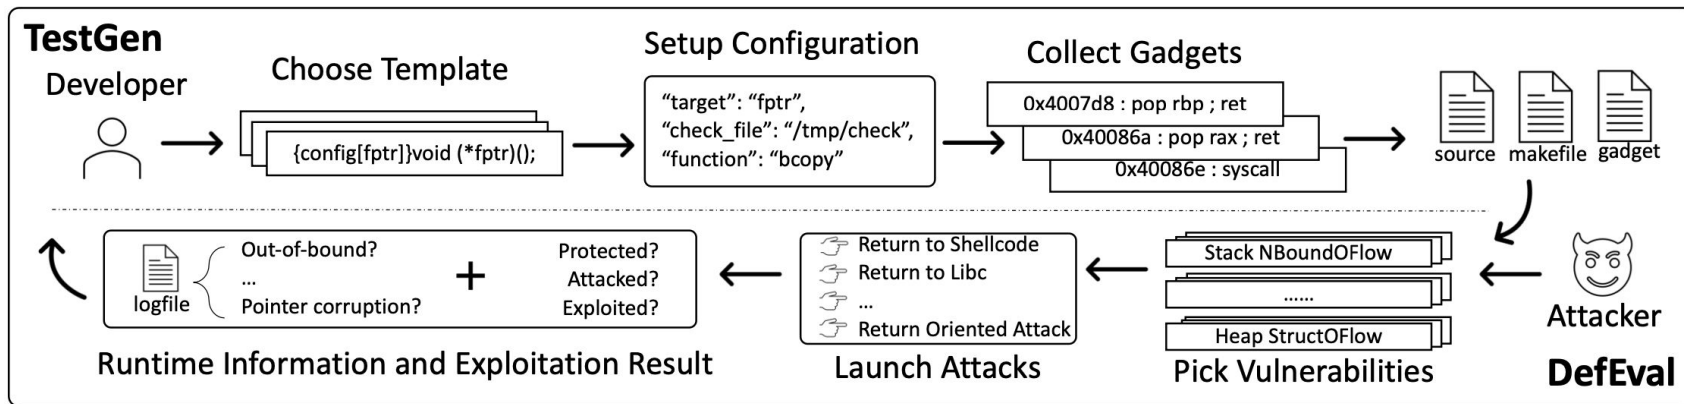 TestGen
Developer
Choose Template
{config[fptr]}void (*fptr)();
Setup Configuration
“target”: “fptr”,
“check_file”: “/tmp/check”,
“function”: “bcopy”
Collect Gadgets
0x4007d8 : pop rbp ; ret
0x40086a : pop rax ; ret
0x40086e : syscall
source
makefile
gadget
Attacker
DefEval
Stack NBoundOFlow
......
Heap StructOFlow
Pick Vulnerabilities
Return to Shellcode
Return to Libc
...
Return Oriented Attack
Launch Attacks
logfile
Out-of-bound?
...
Pointer corruption?
+
Protected?
Attacked?
Exploited?
Runtime Information and Exploitation Result